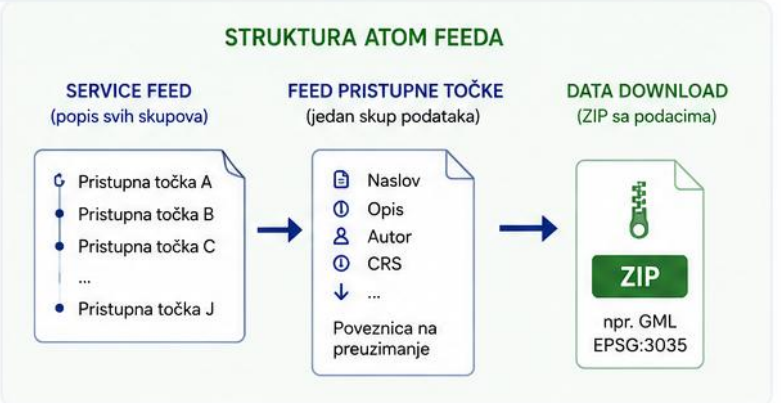 STRUKTURA ATOM FEEDA
SERVICE FEED
(popis svih skupova)
Pristupna točka A
Pristupna točka B
Pristupna točka C
...
Pristupna točka J
FEED PRISTUPNE TOČKE
(jedan skup podataka)
Naslov
Opis
Autor
CRS
...
Poveznica na
preuzimanje
DATA DOWNLOAD
(ZIP sa podacima)
ZIP
npr. GML
EPSG:3035